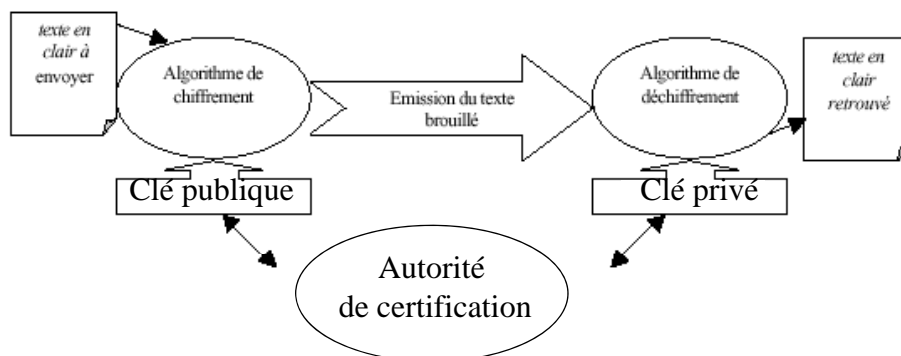 texte en
clair à
envoyer
Algorithme de
chiffrement
Emission du texte
brouillé
Algorithme de
déchiffrement
texte en
clair
retrouvé
Clé publique
Clé privé
Autorité
de certification